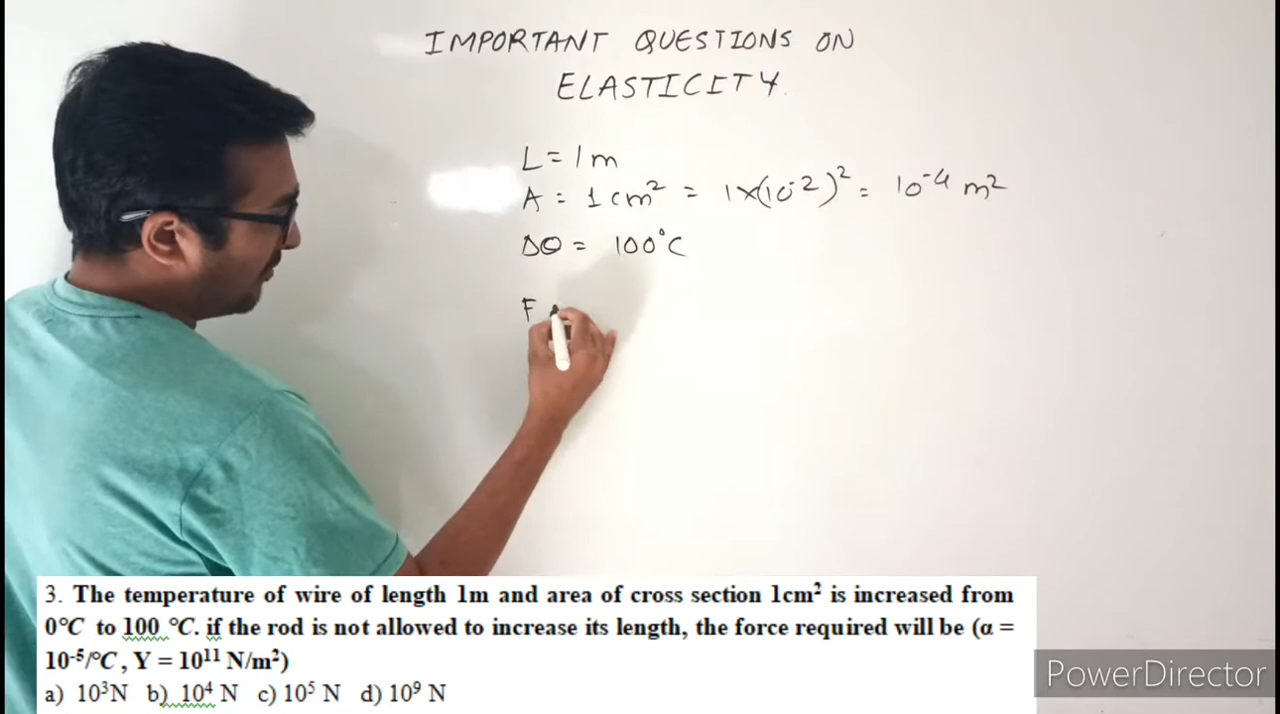 IMPORTANT QUESTIONS ON
ELASTICITY.
L = 1m
A = 1cm² = 1×(10-2)² = 10⁻⁴ m²
Δθ = 100°C
F
3. The temperature of wire of length 1m and area of cross section 1cm² is increased from
0°C to 100 °C. if the rod is not allowed to increase its length, the force required will be (α =
10⁻⁵/°C , Y = 10¹¹ N/m²)
a) 10³N b) 10⁴ N c) 10⁵ N d) 10⁹ N
PowerDirector